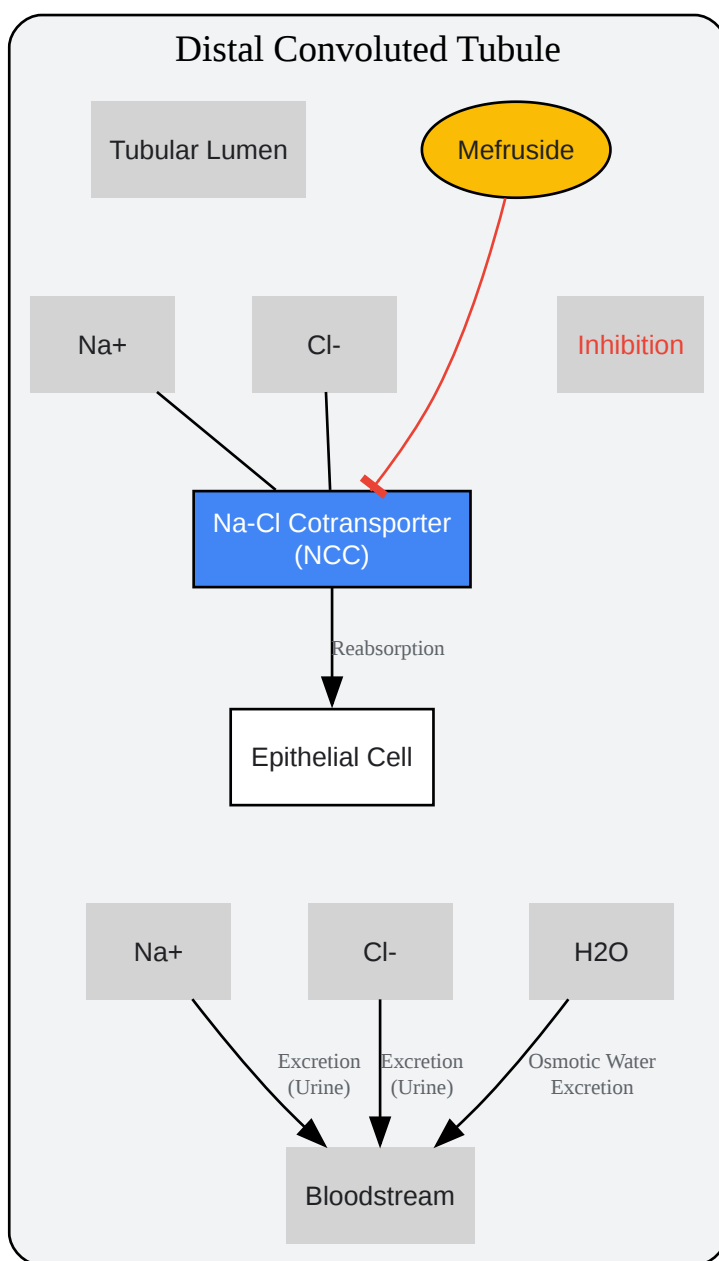 Distal Convoluted Tubule
Tubular Lumen
Mefruside
Na+
Cl-
Inhibition
Na-Cl Cotransporter
(NCC)
Reabsorption
Epithelial Cell
Na+
Cl-
H2O
Excretion
(Urine)
Excretion
(Urine)
Osmotic Water
Excretion
Bloodstream